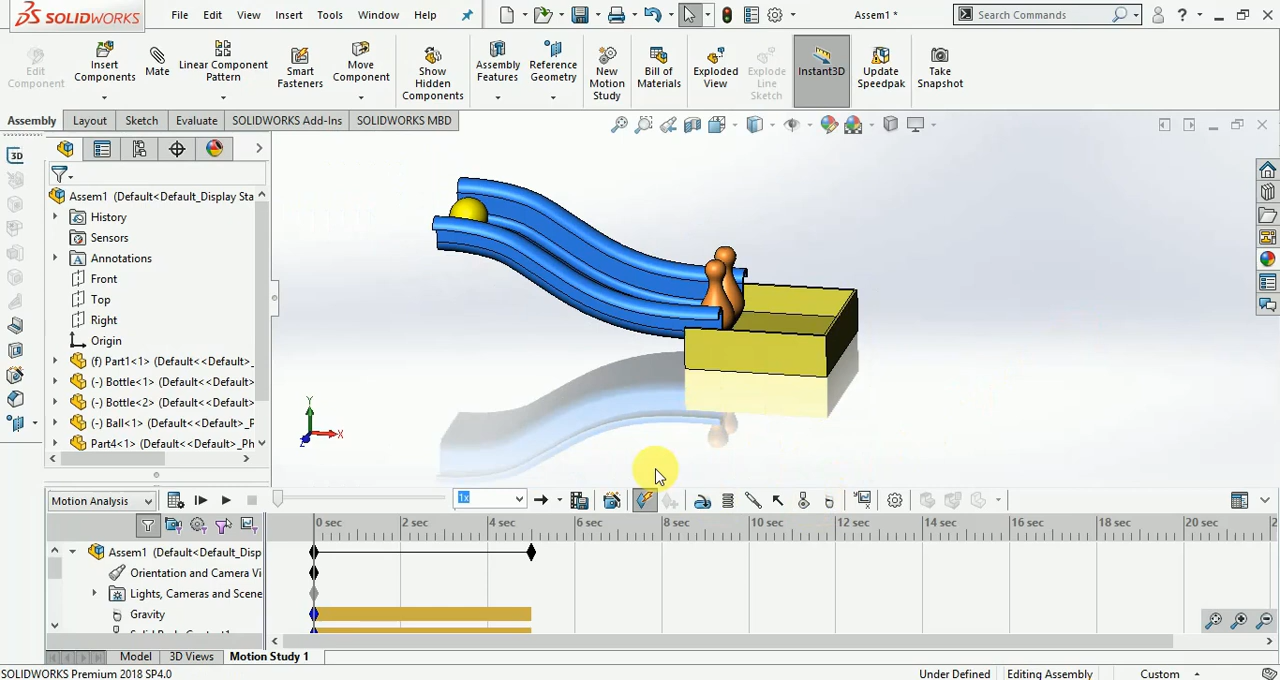 SOLIDWORKS
File Edit View Insert Tools Window Help
Assem1 *
Search Commands
Edit Component
Insert Components
Mate
Linear Component Pattern
Smart Fasteners
Move Component
Show Hidden Components
Assembly Features
Reference Geometry
New Motion Study
Bill of Materials
Exploded View
Explode Line Sketch
Instant3D
Update Speedpak
Take Snapshot
Assembly Layout Sketch Evaluate SOLIDWORKS Add-Ins SOLIDWORKS MBD
3D
Assem1 (Default<Default_Display Sta
History
Sensors
Annotations
Front
Top
Right
Origin
(f) Part1<1> (Default<<Default>_
(-) Bottle<1> (Default<<Default>
(-) Bottle<2> (Default<<Default>
(-) Ball<1> (Default<<Default>_
Part4<1> (Default<<Default>_Ph
Y
X
Z
Motion Analysis
1x
0 sec 2 sec 4 sec 6 sec 8 sec 10 sec 12 sec 14 sec 16 sec 18 sec 20 sec 2
Assem1 (Default<Default_Disp
Orientation and Camera Vi
Lights, Cameras and Scene
Gravity
Model 3D Views Motion Study 1
SOLIDWORKS Premium 2018 SP4.0
Under Defined Editing Assembly Custom